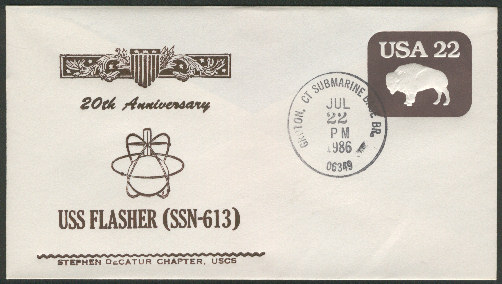 USA 22
20th Anniversary
GROTON, CT SUBMARINE BASE BR.
JUL
22
PM
1986
06349
USS FLASHER (SSN-613)
STEPHEN DECATUR CHAPTER, USCS